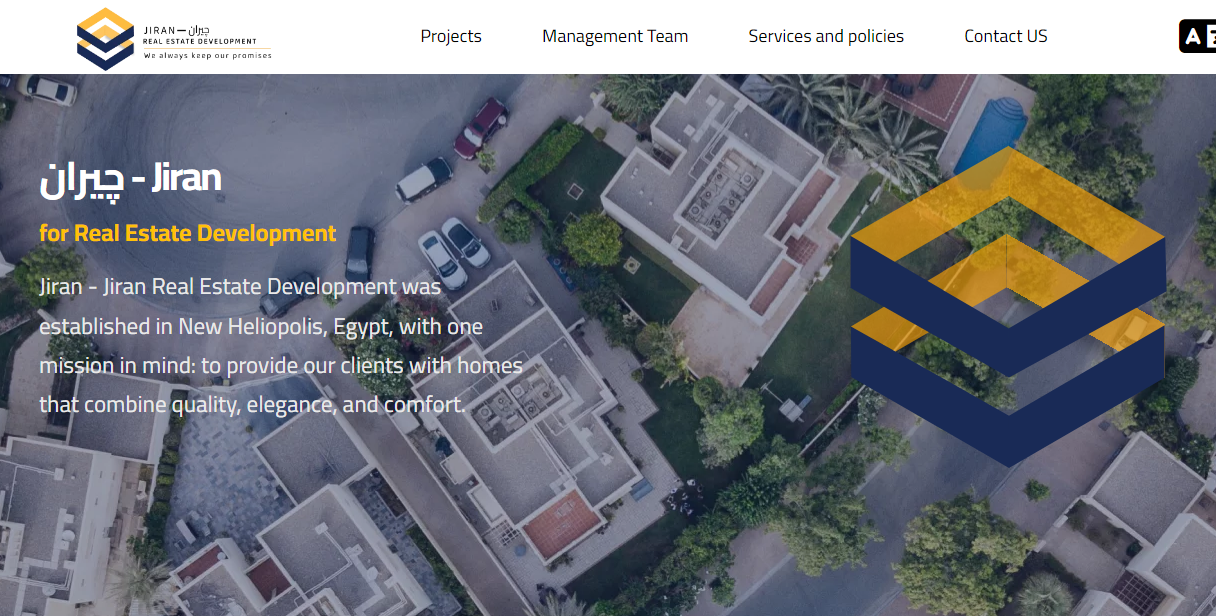 JIRAN — چیران
REAL ESTATE DEVELOPMENT
We always keep our promises
Projects
Management Team
Services and policies
Contact US
A
چيران - Jiran
for Real Estate Development
Jiran - Jiran Real Estate Development was
established in New Heliopolis, Egypt, with one
mission in mind: to provide our clients with homes
that combine quality, elegance, and comfort.